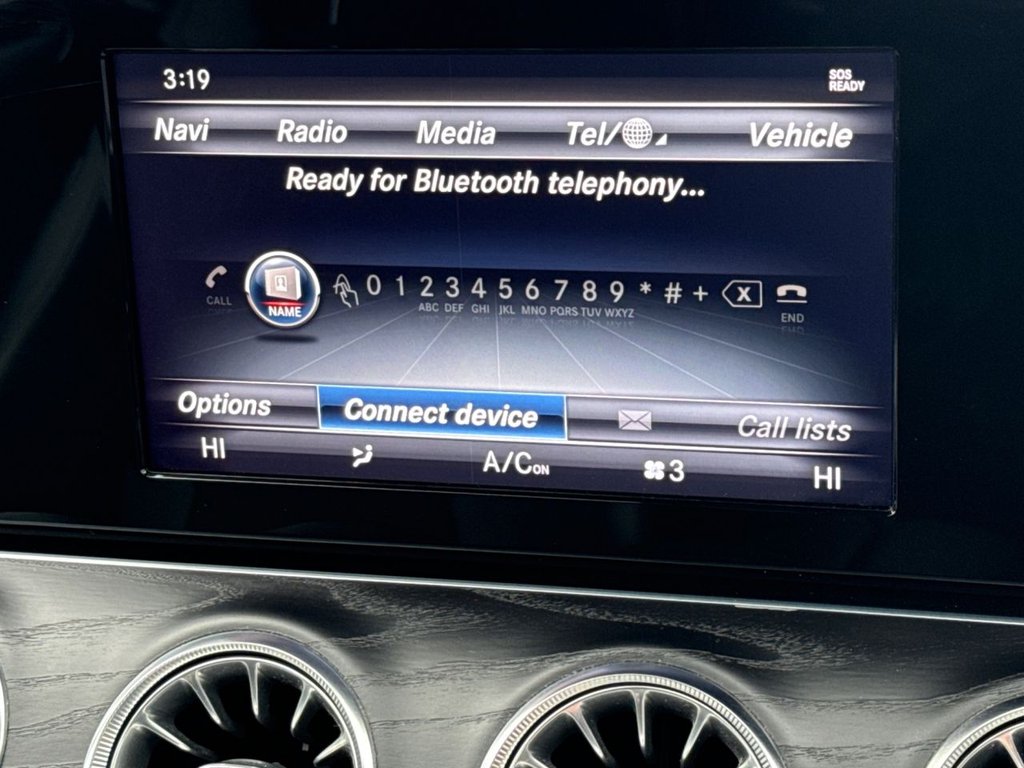 3:19 SOS READY
Navi Radio Media Tel/ Vehicle
Ready for Bluetooth telephony...
CALL NAME 0 1 2 3 4 5 6 7 8 9 * # + X END
ABC DEF GHI JKL MNO PQRS TUV WXYZ
Options Connect device Call lists
HI A/C ON 3 HI